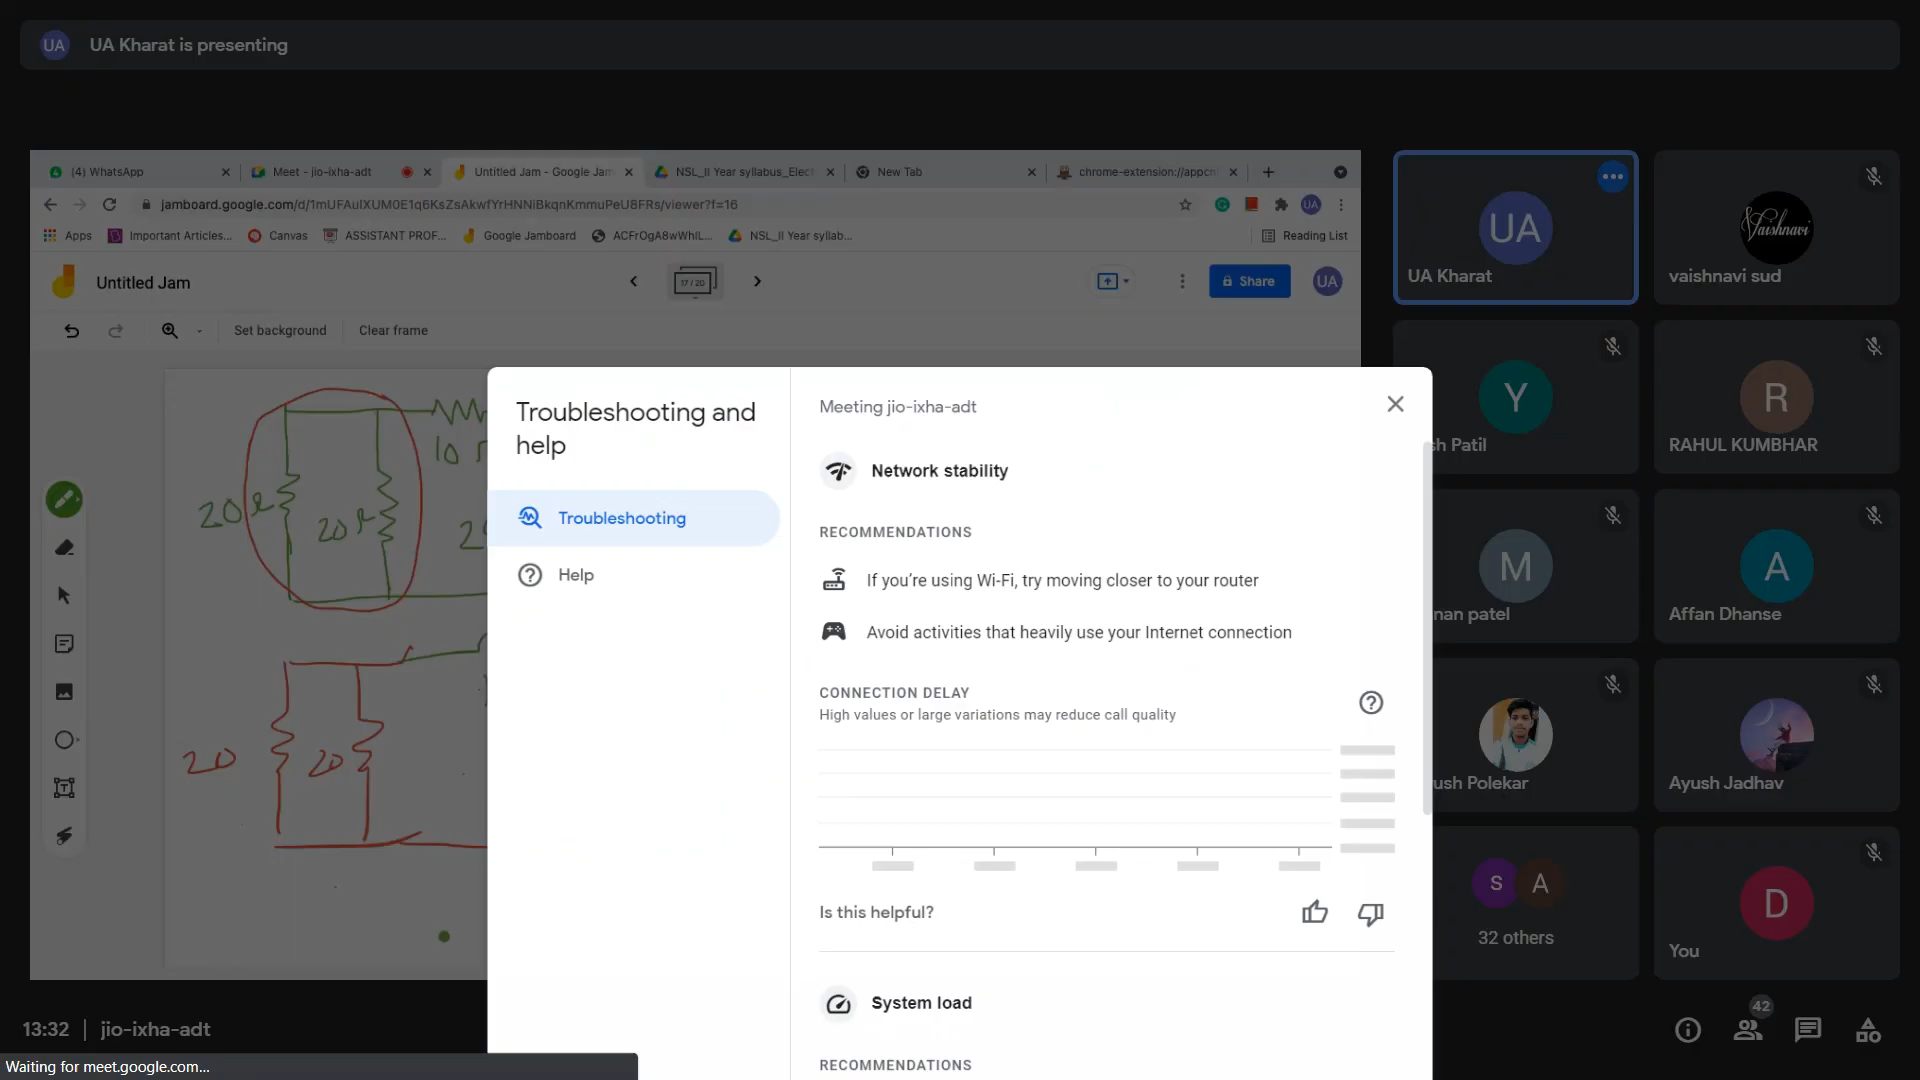 UA
UA Kharat is presenting
(4) WhatsApp
Meet - jio-ixha-adt
Untitled Jam - Google Jam
NSL_II Year syllabus_Elect
New Tab
chrome-extension://appcn
jamboard.google.com/d/1mUFAulXUM0E1q6KsZsAkwfYrHNNiBkqnKmmuPeU8FRs/viewer?f=16
UA
Apps
Important Articles...
Canvas
ASSISTANT PROF...
Google Jamboard
ACFrOgA8wWhlL...
NSL_II Year syllab...
Reading List
Untitled Jam
17 / 20
Share
UA
Set background
Clear frame
10
20
20
20
20
Troubleshooting and
help
Troubleshooting
Help
Meeting jio-ixha-adt
Network stability
RECOMMENDATIONS
If you’re using Wi-Fi, try moving closer to your router
Avoid activities that heavily use your Internet connection
CONNECTION DELAY
High values or large variations may reduce call quality
Is this helpful?
System load
RECOMMENDATIONS
UA
UA Kharat
Vaishnavi
vaishnavi sud
Y
sh Patil
R
RAHUL KUMBHAR
M
nan patel
A
Affan Dhanse
ush Polekar
Ayush Jadhav
S
A
32 others
D
You
13:32
jio-ixha-adt
42
Waiting for meet.google.com...